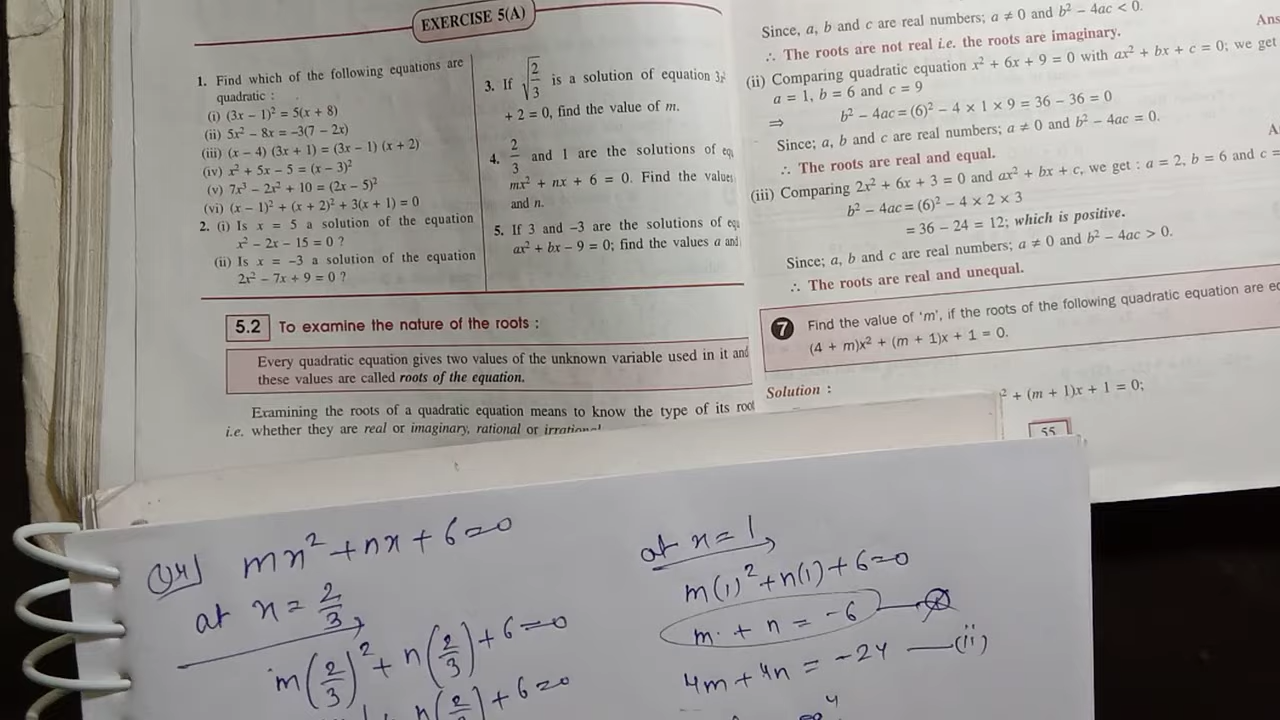 EXERCISE 5(A)
1. Find which of the following equations are
quadratic :
(i) (3x – 1)² = 5(x + 8)
(ii) 5x² – 8x = –3(7 – 2x)
(iii) (x – 4) (3x + 1) = (3x – 1) (x + 2)
(iv) x² + 5x – 5 = (x – 3)²
(v) 7x³ – 2x² + 10 = (2x – 5)²
(vi) (x – 1)² + (x + 2)² + 3(x + 1) = 0
2. (i) Is x = 5 a solution of the equation
x² – 2x – 15 = 0 ?
(ii) Is x = –3 a solution of the equation
2x² – 7x + 9 = 0 ?
3. If √(2/3) is a solution of equation 3x²
+ 2 = 0, find the value of m.
4. 2/3 and 1 are the solutions of
mx² + nx + 6 = 0. Find the values
and n.
5. If 3 and –3 are the solutions of
ax² + bx – 9 = 0; find the values a and
5.2 To examine the nature of the roots :
Every quadratic equation gives two values of the unknown variable used in it and
these values are called roots of the equation.
Examining the roots of a quadratic equation means to know the type of its
i.e. whether they are real or imaginary, rational or irrational
Since, a, b and c are real numbers; a ≠ 0 and b² – 4ac < 0.
∴ The roots are not real i.e. the roots are imaginary.
Ans
(ii) Comparing quadratic equation x² + 6x + 9 = 0 with ax² + bx + c = 0; we get
a = 1, b = 6 and c = 9
⇒ b² – 4ac = (6)² – 4 × 1 × 9 = 36 – 36 = 0
Since; a, b and c are real numbers; a ≠ 0 and b² – 4ac = 0.
∴ The roots are real and equal.
(iii) Comparing 2x² + 6x + 3 = 0 and ax² + bx + c, we get : a = 2, b = 6 and c =
b² – 4ac = (6)² – 4 × 2 × 3
= 36 – 24 = 12; which is positive.
Since; a, b and c are real numbers; a ≠ 0 and b² – 4ac > 0.
∴ The roots are real and unequal.
7 Find the value of 'm', if the roots of the following quadratic equation are
(4 + m)x² + (m + 1)x + 1 = 0.
Solution :
² + (m + 1)x + 1 = 0;
55
Q4] mx² + nx + 6 = 0
at x = 2/3,
m(2/3)² + n(2/3) + 6 = 0
n(2/3) + 6 = 0
at x = 1,
m(1)² + n(1) + 6 = 0
m + n = –6
4m + 4n = –24 —(ii)